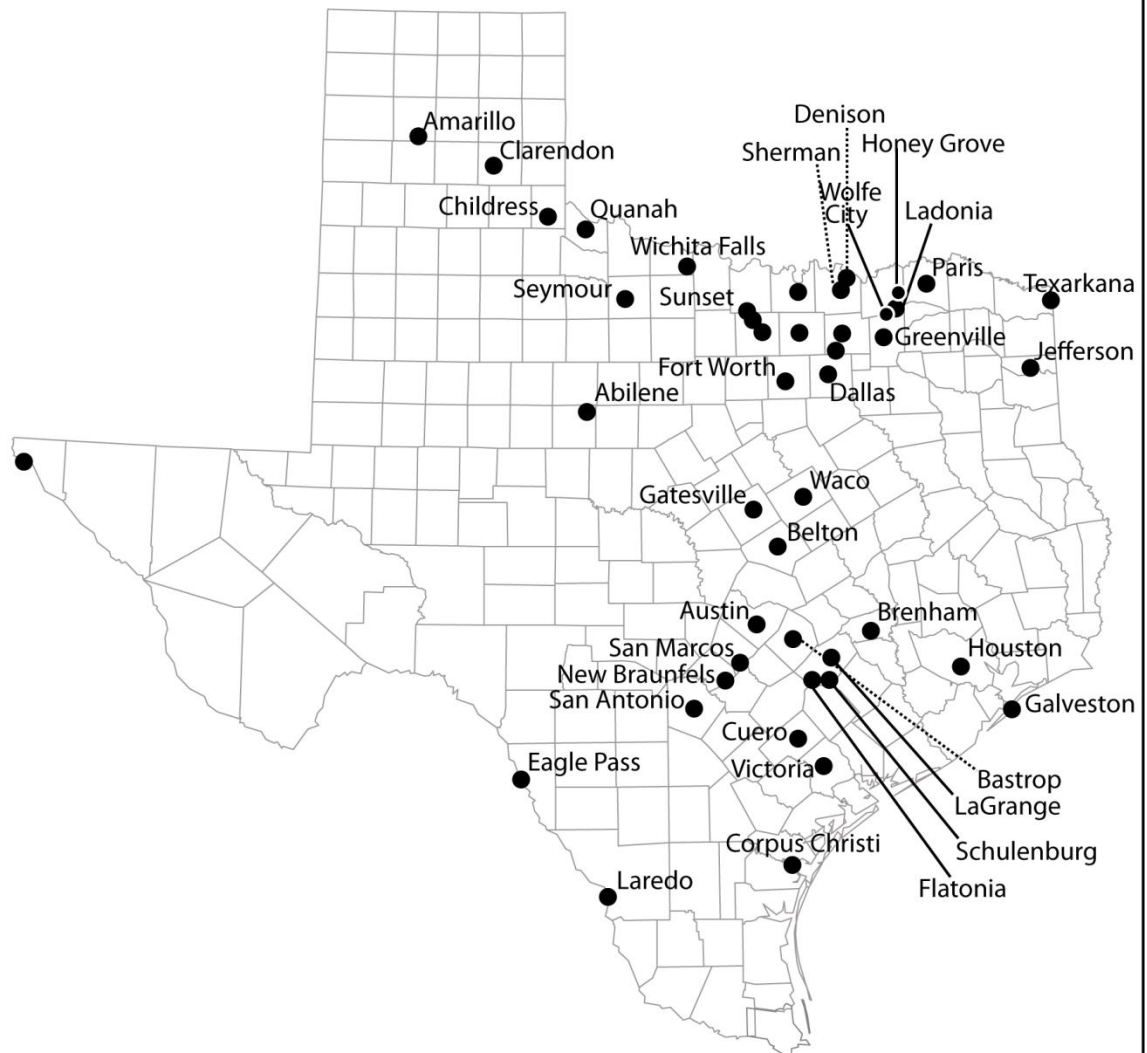 Denison
Amarillo
Honey Grove
Sherman
Clarendon
Wolfe
City
Childress
Quanah
Ladonia
Wichita Falls
Paris
Texarkana
Seymour
Sunset
Greenville
Jefferson
Fort Worth
Dallas
Abilene
Waco
Gatesville
Belton
Austin
Brenham
San Marcos
Houston
New Braunfels
San Antonio
Galveston
Cuero
Eagle Pass
Victoria
Bastrop
LaGrange
Corpus Christi
Schulenburg
Laredo
Flatonia